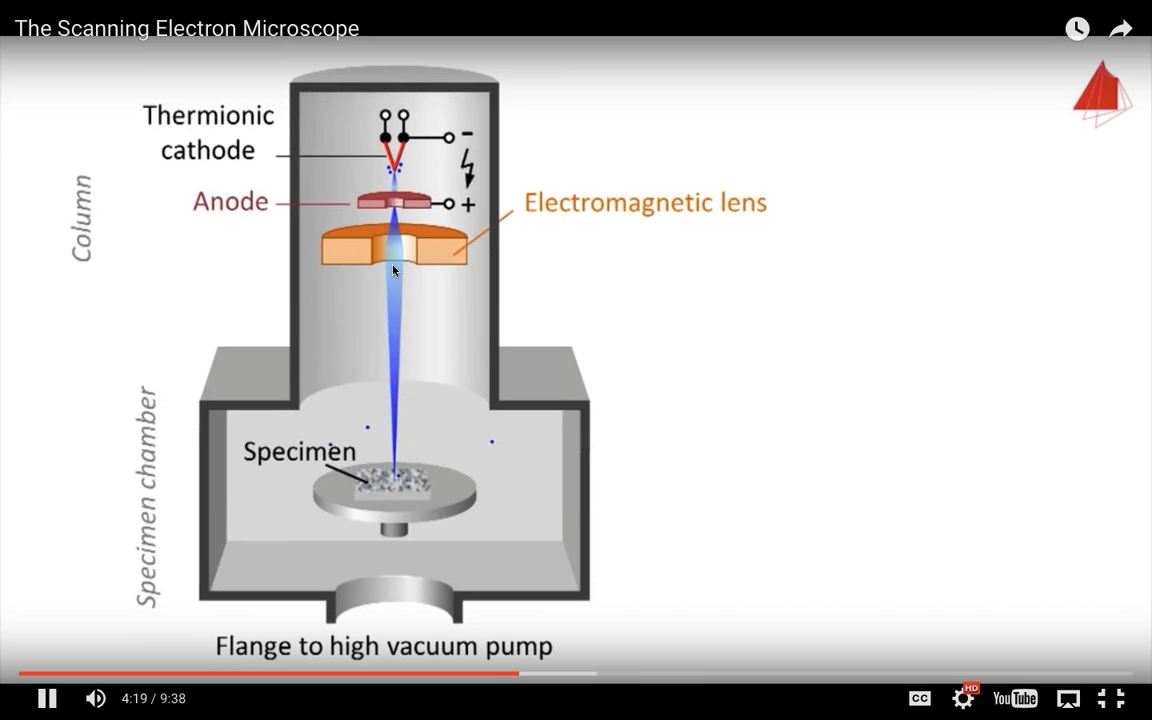 The Scanning Electron Microscope
Thermionic
cathode
-
Anode
+
Electromagnetic lens
Column
Specimen
Specimen chamber
Flange to high vacuum pump
4:19 / 9:38
CC
HD
YouTube